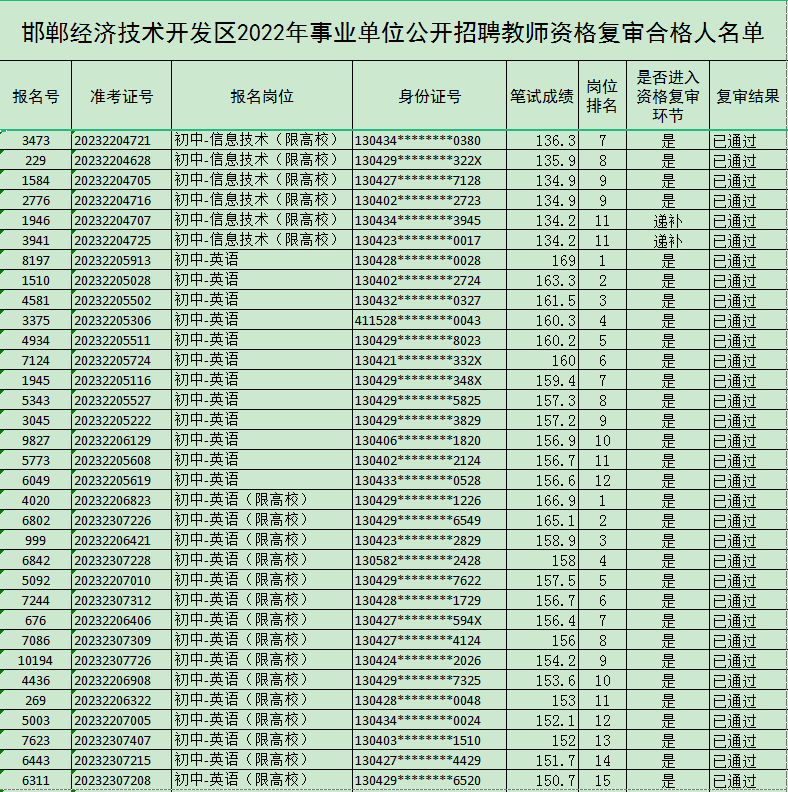 邯郸经济技术开发区2022年事业单位公开招聘教师资格复审合格人名单
报名号 准考证号 报名岗位 身份证号 笔试成绩 岗位排名 是否进入资格复审环节 复审结果
3473 20232204721 初中-信息技术（限高校） 130434********0380 136.3 7 是 已通过
229 20232204628 初中-信息技术（限高校） 130429********322X 135.9 8 是 已通过
1584 20232204705 初中-信息技术（限高校） 130427********7128 134.9 9 是 已通过
2776 20232204716 初中-信息技术（限高校） 130402********2723 134.9 9 是 已通过
1946 20232204707 初中-信息技术（限高校） 130434********3945 134.2 11 递补 已通过
3941 20232204725 初中-信息技术（限高校） 130423********0017 134.2 11 递补 已通过
8197 20232205913 初中-英语 130428********0028 169 1 是 已通过
1510 20232205028 初中-英语 130402********2724 163.3 2 是 已通过
4581 20232205502 初中-英语 130432********0327 161.5 3 是 已通过
3375 20232205306 初中-英语 411528********0043 160.3 4 是 已通过
4934 20232205511 初中-英语 130429********8023 160.2 5 是 已通过
7124 20232205724 初中-英语 130421********332X 160 6 是 已通过
1945 20232205116 初中-英语 130429********348X 159.4 7 是 已通过
5343 20232205527 初中-英语 130429********5825 157.3 8 是 已通过
3045 20232205222 初中-英语 130429********3829 157.2 9 是 已通过
9827 20232206129 初中-英语 130406********1820 156.9 10 是 已通过
5773 20232205608 初中-英语 130402********2124 156.7 11 是 已通过
6049 20232205619 初中-英语 130433********0528 156.6 12 是 已通过
4020 20232206823 初中-英语（限高校） 130429********1226 166.9 1 是 已通过
6802 20232307226 初中-英语（限高校） 130429********6549 165.1 2 是 已通过
999 20232206421 初中-英语（限高校） 130423********2829 158.9 3 是 已通过
6842 20232307228 初中-英语（限高校） 130582********2428 158 4 是 已通过
5092 20232207010 初中-英语（限高校） 130429********7622 157.5 5 是 已通过
7244 20232307312 初中-英语（限高校） 130428********1729 156.7 6 是 已通过
676 20232206406 初中-英语（限高校） 130427********594X 156.4 7 是 已通过
7086 20232307309 初中-英语（限高校） 130427********4124 156 8 是 已通过
10194 20232307726 初中-英语（限高校） 130424********2026 154.2 9 是 已通过
4436 20232206908 初中-英语（限高校） 130429********7325 153.6 10 是 已通过
269 20232206322 初中-英语（限高校） 130428********0048 153 11 是 已通过
5003 20232207005 初中-英语（限高校） 130434********0024 152.1 12 是 已通过
7623 20232307407 初中-英语（限高校） 130403********1510 152 13 是 已通过
6443 20232307215 初中-英语（限高校） 130427********4429 151.7 14 是 已通过
6311 20232307208 初中-英语（限高校） 130429********6520 150.7 15 是 已通过